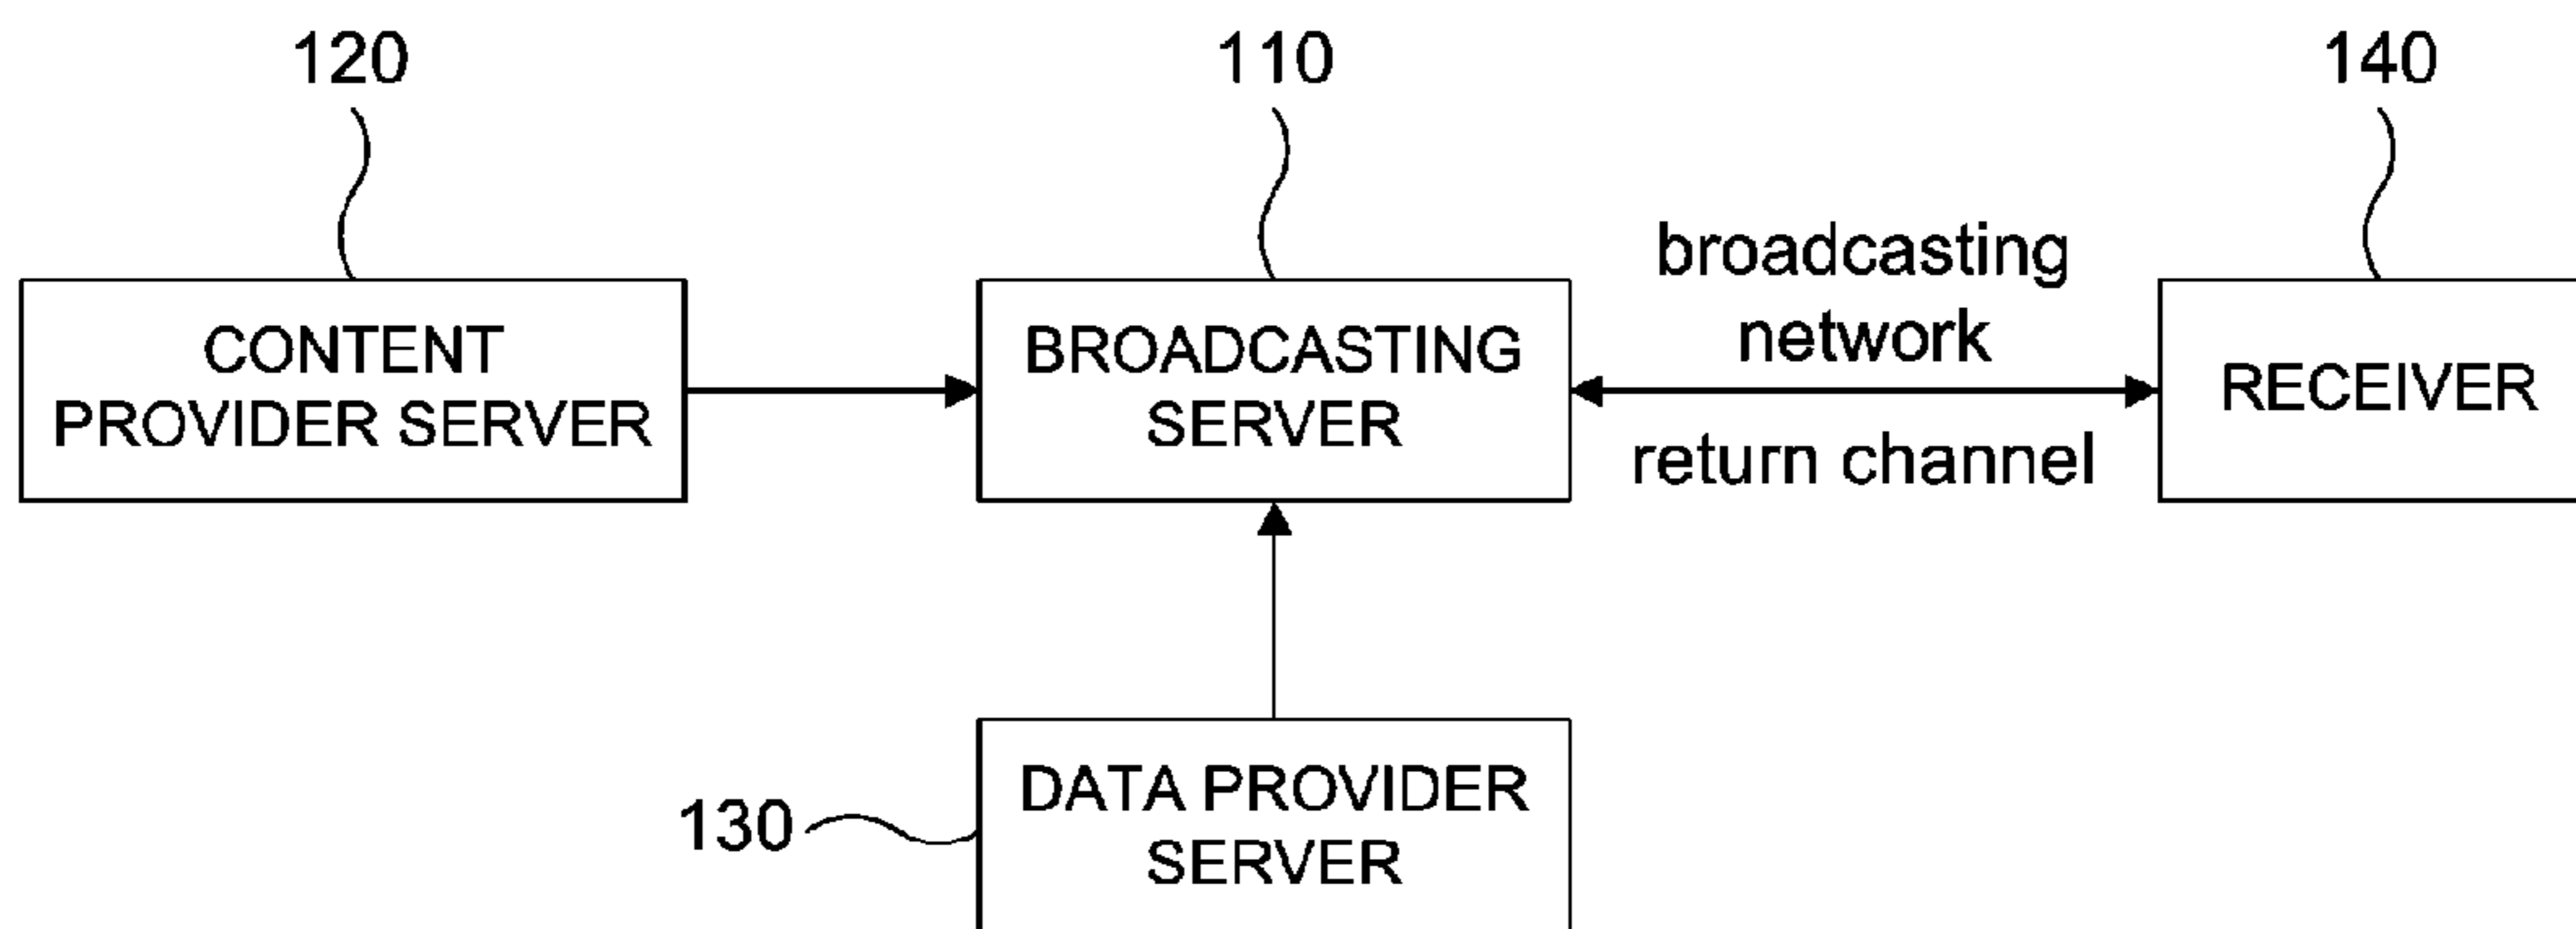 120
110
140
CONTENT
PROVIDER SERVER
BROADCASTING
SERVER
broadcasting
network
return channel
RECEIVER
130
DATA PROVIDER
SERVER